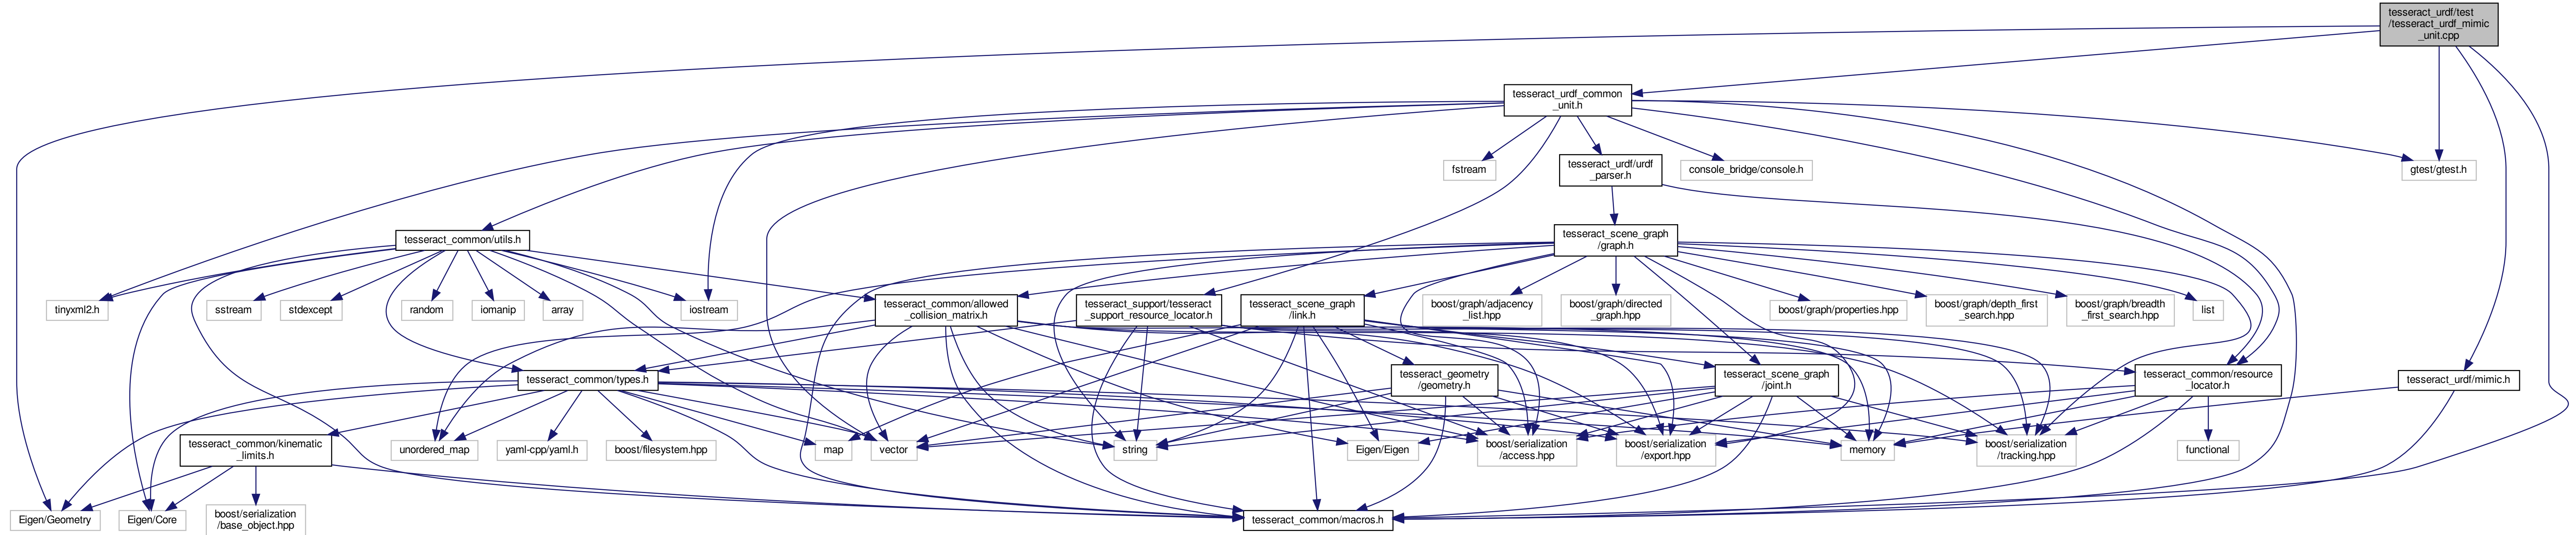 tesseract_urdf/test
/tesseract_urdf_mimic
_unit.cpp
tesseract_urdf_common
_unit.h
fstream
tesseract_urdf/urdf
_parser.h
console_bridge/console.h
gtest/gtest.h
tesseract_common/utils.h
tesseract_scene_graph
/graph.h
tinyxml2.h
sstream
stdexcept
random
iomanip
array
iostream
tesseract_common/allowed
_collision_matrix.h
tesseract_support/tesseract
_support_resource_locator.h
tesseract_scene_graph
/link.h
boost/graph/adjacency
_list.hpp
boost/graph/directed
_graph.hpp
boost/graph/properties.hpp
boost/graph/depth_first
_search.hpp
boost/graph/breadth
_first_search.hpp
list
tesseract_common/types.h
tesseract_geometry
/geometry.h
tesseract_scene_graph
/joint.h
tesseract_common/resource
_locator.h
tesseract_urdf/mimic.h
tesseract_common/kinematic
_limits.h
unordered_map
yaml-cpp/yaml.h
boost/filesystem.hpp
map
vector
string
Eigen/Eigen
boost/serialization
/access.hpp
boost/serialization
/export.hpp
memory
boost/serialization
/tracking.hpp
functional
Eigen/Geometry
Eigen/Core
boost/serialization
/base_object.hpp
tesseract_common/macros.h